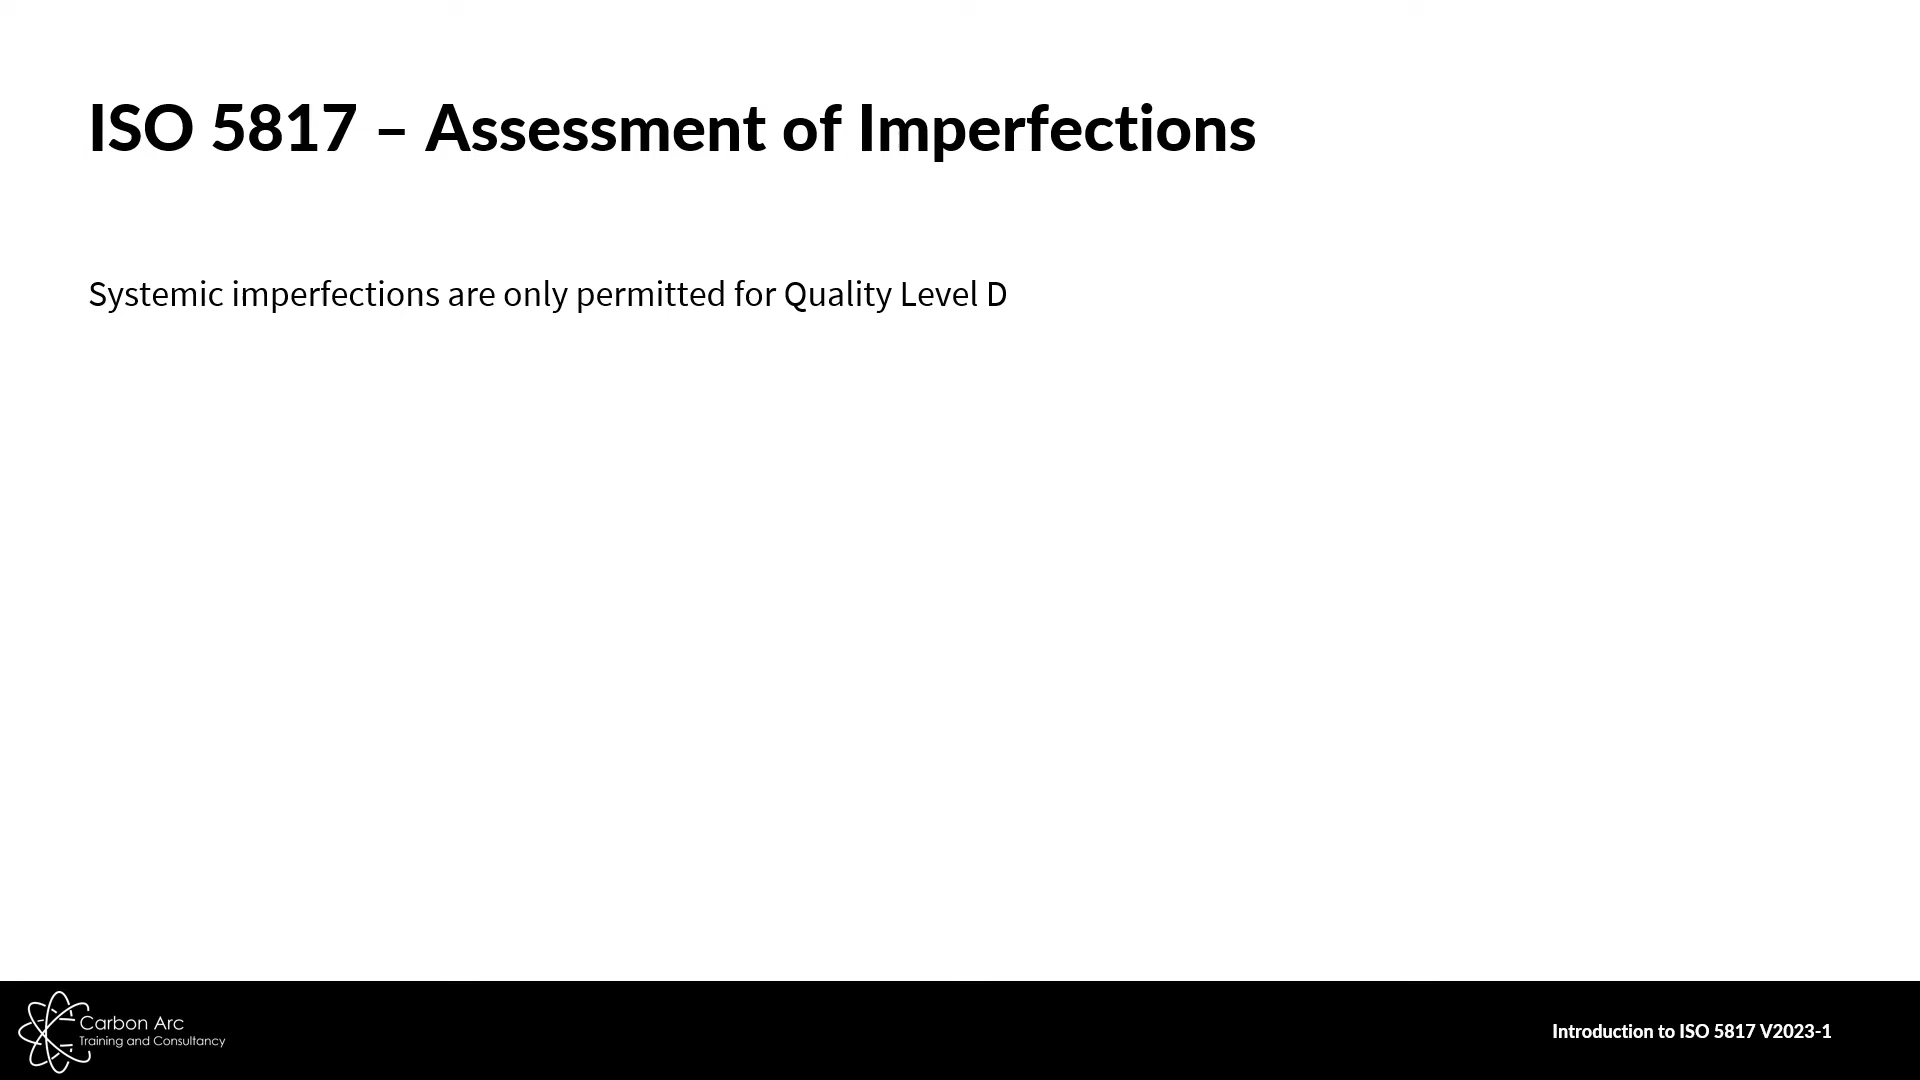 ISO 5817 – Assessment of Imperfections
Systemic imperfections are only permitted for Quality Level D
Carbon Arc
Training and Consultancy
Introduction to ISO 5817 V2023-1